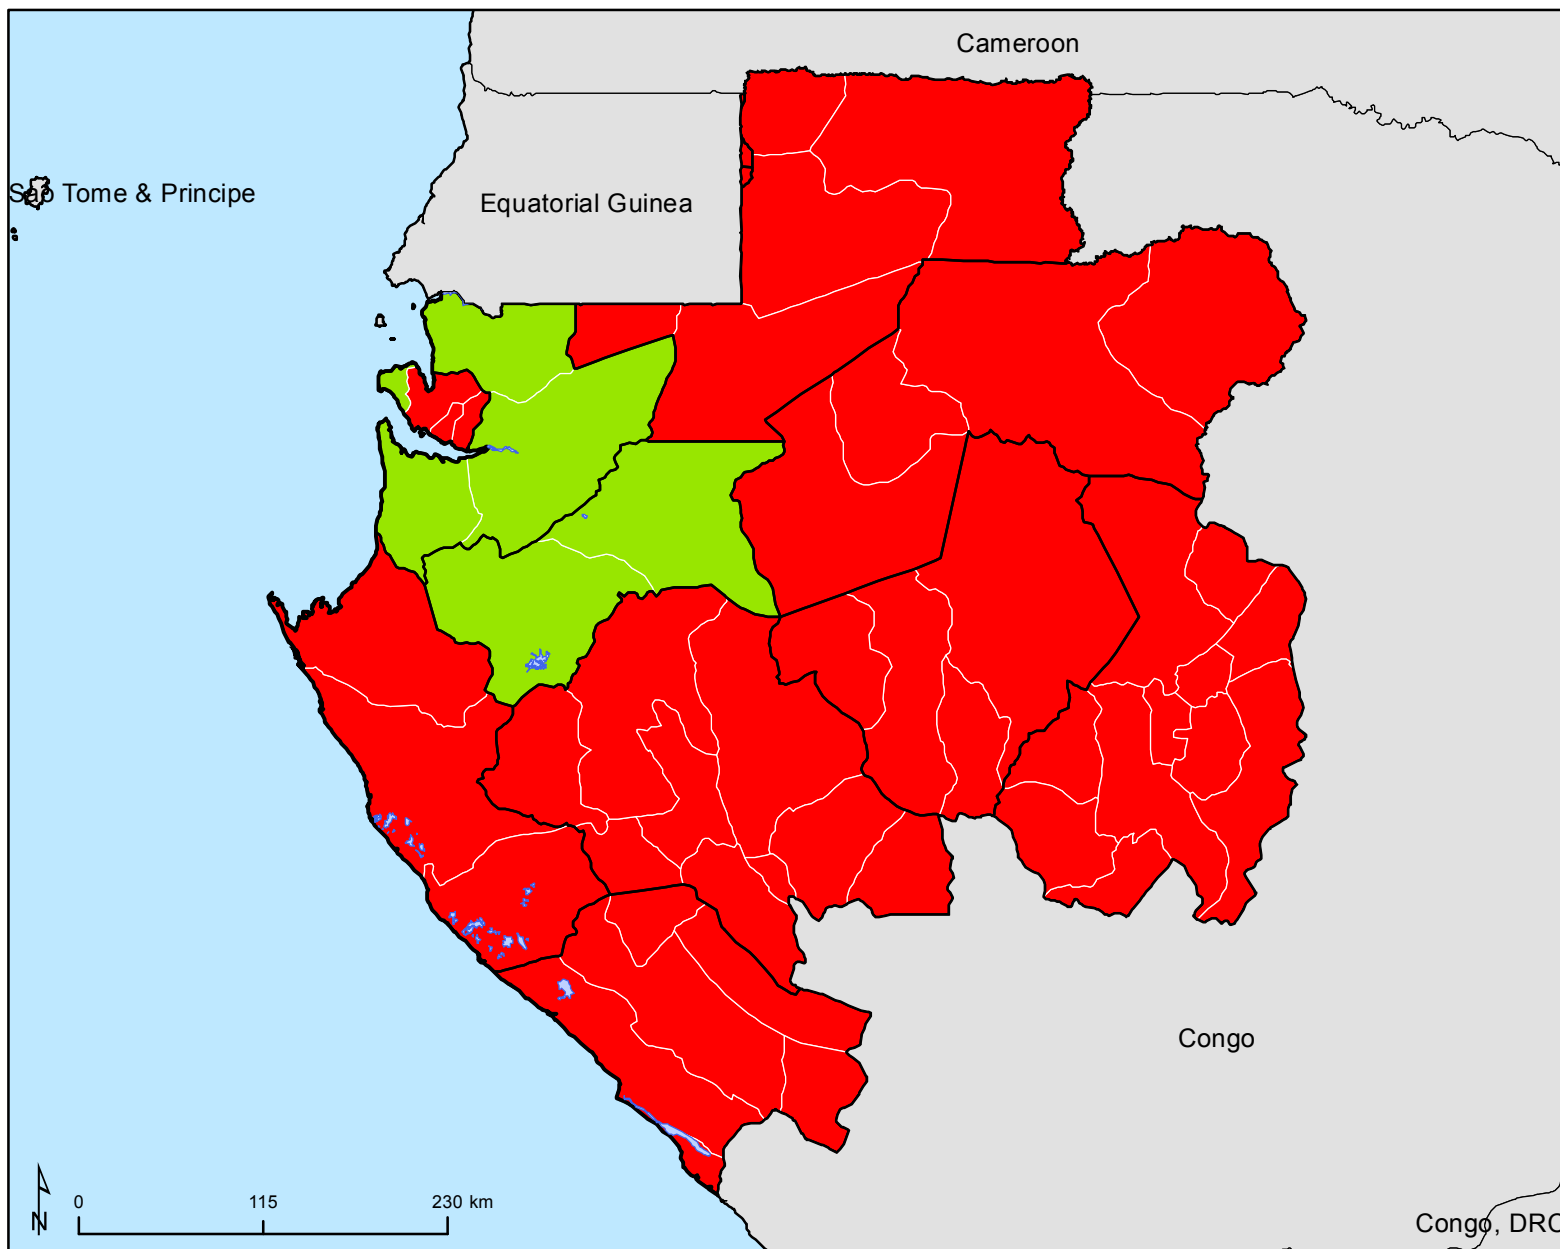 Cameroon
Sao Tome & Principe
Equatorial Guinea
Congo
0 115 230 km
N
Congo, DRC